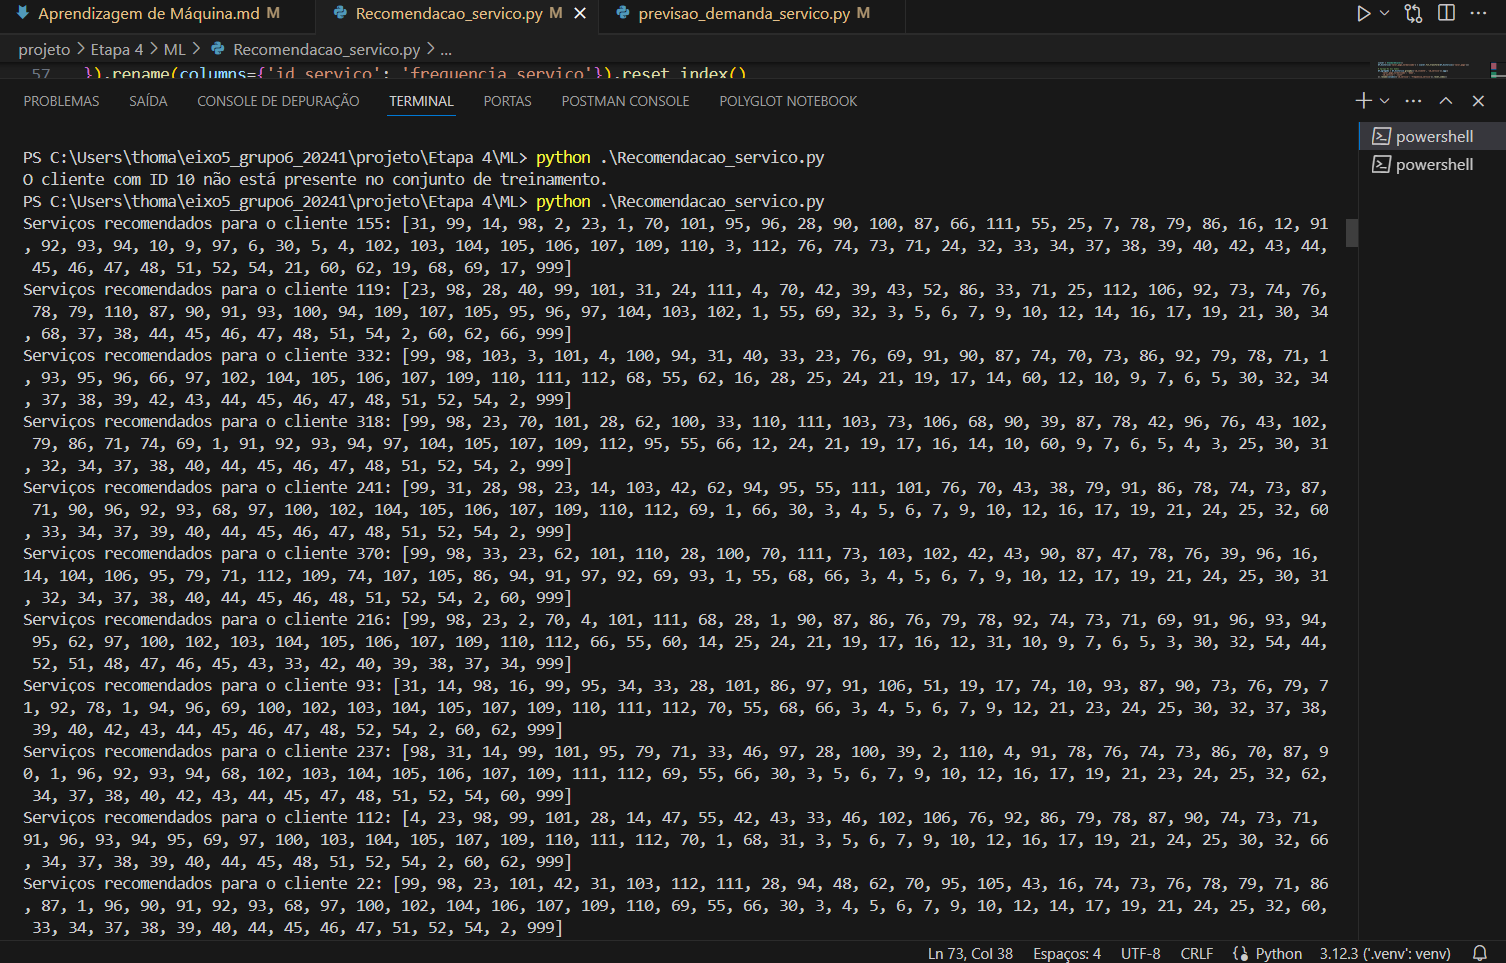 Aprendizagem de Máquina.md M
Recomendacao_servico.py M
previsao_demanda_servico.py M
projeto > Etapa 4 > ML > Recomendacao_servico.py > ...
57 }).rename(columns={'id_servico': 'frequencia_servico'}).reset_index()
PROBLEMAS SAÍDA CONSOLE DE DEPURAÇÃO TERMINAL PORTAS POSTMAN CONSOLE POLYGLOT NOTEBOOK
powershell
powershell
PS C:\Users\thoma\eixo5_grupo6_20241\projeto\Etapa 4\ML> python .\Recomendacao_servico.py
O cliente com ID 10 não está presente no conjunto de treinamento.
PS C:\Users\thoma\eixo5_grupo6_20241\projeto\Etapa 4\ML> python .\Recomendacao_servico.py
Serviços recomendados para o cliente 155: [31, 99, 14, 98, 2, 23, 1, 70, 101, 95, 96, 28, 90, 100, 87, 66, 111, 55, 25, 7, 78, 79, 86, 16, 12, 91
, 92, 93, 94, 10, 9, 97, 6, 30, 5, 4, 102, 103, 104, 105, 106, 107, 109, 110, 3, 112, 76, 74, 73, 71, 24, 32, 33, 34, 37, 38, 39, 40, 42, 43, 44,
45, 46, 47, 48, 51, 52, 54, 21, 60, 62, 19, 68, 69, 17, 999]
Serviços recomendados para o cliente 119: [23, 98, 28, 40, 99, 101, 31, 24, 111, 4, 70, 42, 39, 43, 52, 86, 33, 71, 25, 112, 106, 92, 73, 74, 76,
78, 79, 110, 87, 90, 91, 93, 100, 94, 109, 107, 105, 95, 96, 97, 104, 103, 102, 1, 55, 69, 32, 3, 5, 6, 7, 9, 10, 12, 14, 16, 17, 19, 21, 30, 34
, 68, 37, 38, 44, 45, 46, 47, 48, 51, 54, 2, 60, 62, 66, 999]
Serviços recomendados para o cliente 332: [99, 98, 103, 3, 101, 4, 100, 94, 31, 40, 33, 23, 76, 69, 91, 90, 87, 74, 70, 73, 86, 92, 79, 78, 71, 1
, 93, 95, 96, 66, 97, 102, 104, 105, 106, 107, 109, 110, 111, 112, 68, 55, 62, 16, 28, 25, 24, 21, 19, 17, 14, 60, 12, 10, 9, 7, 6, 5, 30, 32, 34
, 37, 38, 39, 42, 43, 44, 45, 46, 47, 48, 51, 52, 54, 2, 999]
Serviços recomendados para o cliente 318: [99, 98, 23, 70, 101, 28, 62, 100, 33, 110, 111, 103, 73, 106, 68, 90, 39, 87, 78, 42, 96, 76, 43, 102,
79, 86, 71, 74, 69, 1, 91, 92, 93, 94, 97, 104, 105, 107, 109, 112, 95, 55, 66, 12, 24, 21, 19, 17, 16, 14, 10, 60, 9, 7, 6, 5, 4, 3, 25, 30, 31
, 32, 34, 37, 38, 40, 44, 45, 46, 47, 48, 51, 52, 54, 2, 999]
Serviços recomendados para o cliente 241: [99, 31, 28, 98, 23, 14, 103, 42, 62, 94, 95, 55, 111, 101, 76, 70, 43, 38, 79, 91, 86, 78, 74, 73, 87,
71, 90, 96, 92, 93, 68, 97, 100, 102, 104, 105, 106, 107, 109, 110, 112, 69, 1, 66, 30, 3, 4, 5, 6, 7, 9, 10, 12, 16, 17, 19, 21, 24, 25, 32, 60
, 33, 34, 37, 39, 40, 44, 45, 46, 47, 48, 51, 52, 54, 2, 999]
Serviços recomendados para o cliente 370: [99, 98, 33, 23, 62, 101, 110, 28, 100, 70, 111, 73, 103, 102, 42, 43, 90, 87, 47, 78, 76, 39, 96, 16,
14, 104, 106, 95, 79, 71, 112, 109, 74, 107, 105, 86, 94, 91, 97, 92, 69, 93, 1, 55, 68, 66, 3, 4, 5, 6, 7, 9, 10, 12, 17, 19, 21, 24, 25, 30, 31
, 32, 34, 37, 38, 40, 44, 45, 46, 48, 51, 52, 54, 2, 60, 999]
Serviços recomendados para o cliente 216: [99, 98, 23, 2, 70, 4, 101, 111, 68, 28, 1, 90, 87, 86, 76, 79, 78, 92, 74, 73, 71, 69, 91, 96, 93, 94,
95, 62, 97, 100, 102, 103, 104, 105, 106, 107, 109, 110, 112, 66, 55, 60, 14, 25, 24, 21, 19, 17, 16, 12, 31, 10, 9, 7, 6, 5, 3, 30, 32, 54, 44,
52, 51, 48, 47, 46, 45, 43, 33, 42, 40, 39, 38, 37, 34, 999]
Serviços recomendados para o cliente 93: [31, 14, 98, 16, 99, 95, 34, 33, 28, 101, 86, 97, 91, 106, 51, 19, 17, 74, 10, 93, 87, 90, 73, 76, 79, 7
1, 92, 78, 1, 94, 96, 69, 100, 102, 103, 104, 105, 107, 109, 110, 111, 112, 70, 55, 68, 66, 3, 4, 5, 6, 7, 9, 12, 21, 23, 24, 25, 30, 32, 37, 38,
39, 40, 42, 43, 44, 45, 46, 47, 48, 52, 54, 2, 60, 62, 999]
Serviços recomendados para o cliente 237: [98, 31, 14, 99, 101, 95, 79, 71, 33, 46, 97, 28, 100, 39, 2, 110, 4, 91, 78, 76, 74, 73, 86, 70, 87, 9
0, 1, 96, 92, 93, 94, 68, 102, 103, 104, 105, 106, 107, 109, 111, 112, 69, 55, 66, 30, 3, 5, 6, 7, 9, 10, 12, 16, 17, 19, 21, 23, 24, 25, 32, 62,
34, 37, 38, 40, 42, 43, 44, 45, 47, 48, 51, 52, 54, 60, 999]
Serviços recomendados para o cliente 112: [4, 23, 98, 99, 101, 28, 14, 47, 55, 42, 43, 33, 46, 102, 106, 76, 92, 86, 79, 78, 87, 90, 74, 73, 71,
91, 96, 93, 94, 95, 69, 97, 100, 103, 104, 105, 107, 109, 110, 111, 112, 70, 1, 68, 31, 3, 5, 6, 7, 9, 10, 12, 16, 17, 19, 21, 24, 25, 30, 32, 66
, 34, 37, 38, 39, 40, 44, 45, 48, 51, 52, 54, 2, 60, 62, 999]
Serviços recomendados para o cliente 22: [99, 98, 23, 101, 42, 31, 103, 112, 111, 28, 94, 48, 62, 70, 95, 105, 43, 16, 74, 73, 76, 78, 79, 71, 86
, 87, 1, 96, 90, 91, 92, 93, 68, 97, 100, 102, 104, 106, 107, 109, 110, 69, 55, 66, 30, 3, 4, 5, 6, 7, 9, 10, 12, 14, 17, 19, 21, 24, 25, 32, 60,
33, 34, 37, 38, 39, 40, 44, 45, 46, 47, 51, 52, 54, 2, 999]
Ln 73, Col 38 Espaços: 4 UTF-8 CRLF Python 3.12.3 ('.venv': venv)